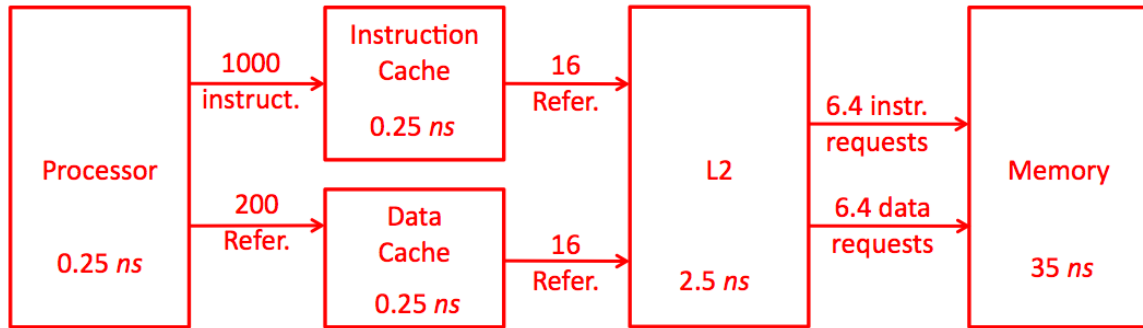 Processor
0.25 ns
1000
instruct.
Instruction
Cache
0.25 ns
16
Refer.
200
Refer.
Data
Cache
0.25 ns
16
Refer.
L2
2.5 ns
6.4 instr.
requests
6.4 data
requests
Memory
35 ns